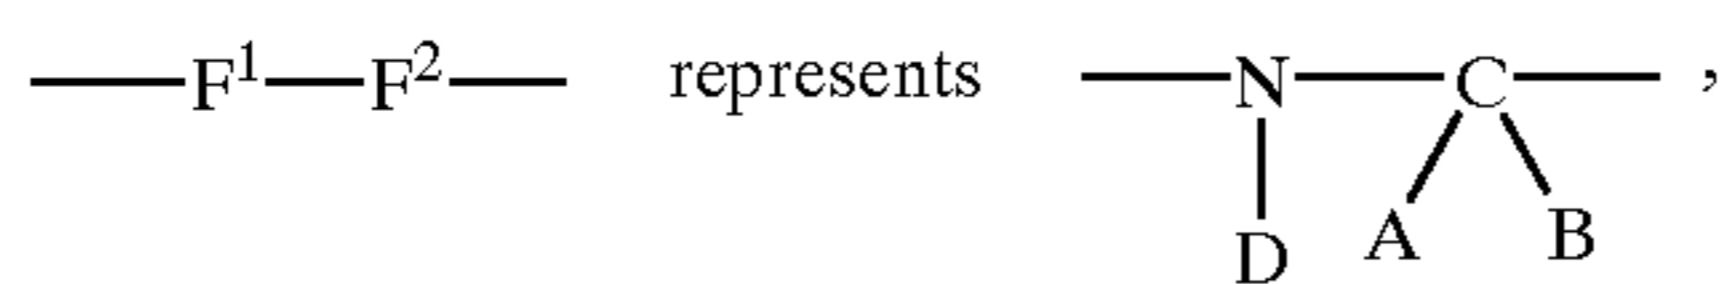 —F¹—F²— represents —N—C— ,
D A B